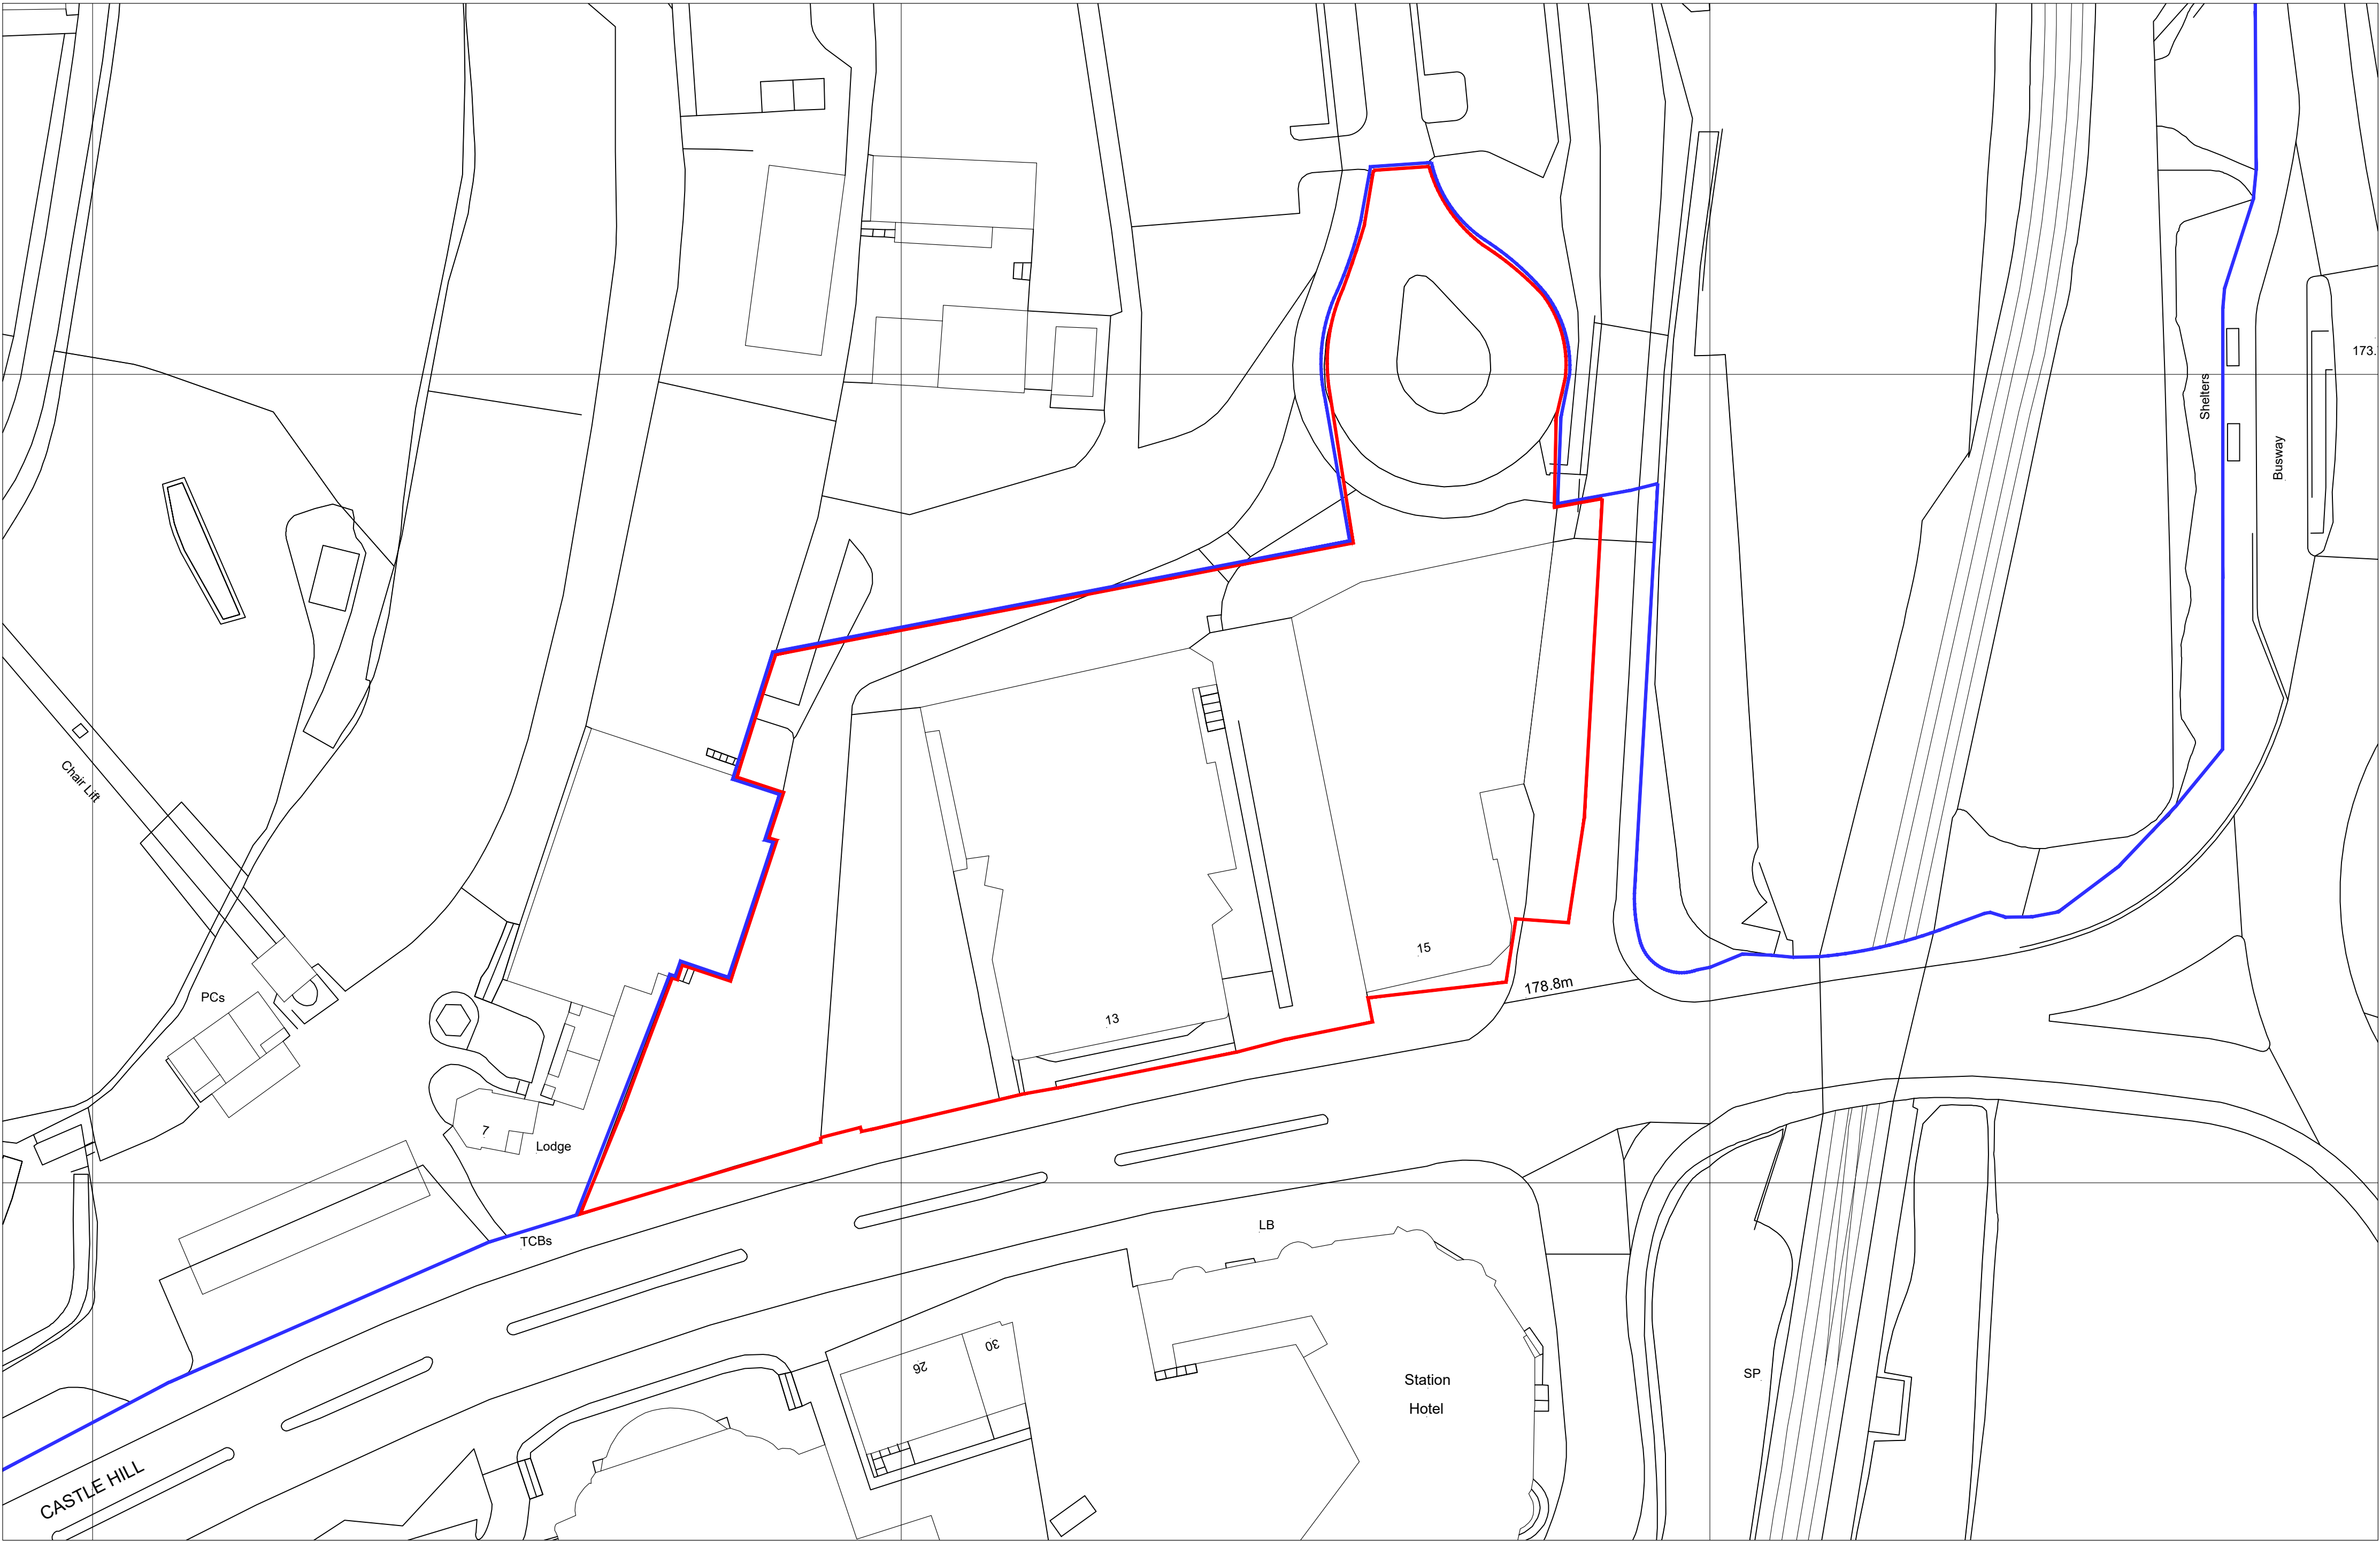 173.
Shelters
Busway
Chair Lift
15
178.8m
PCs
13
7
Lodge
LB
TCBs
30
26
SP
Station
Hotel
CASTLE HILL